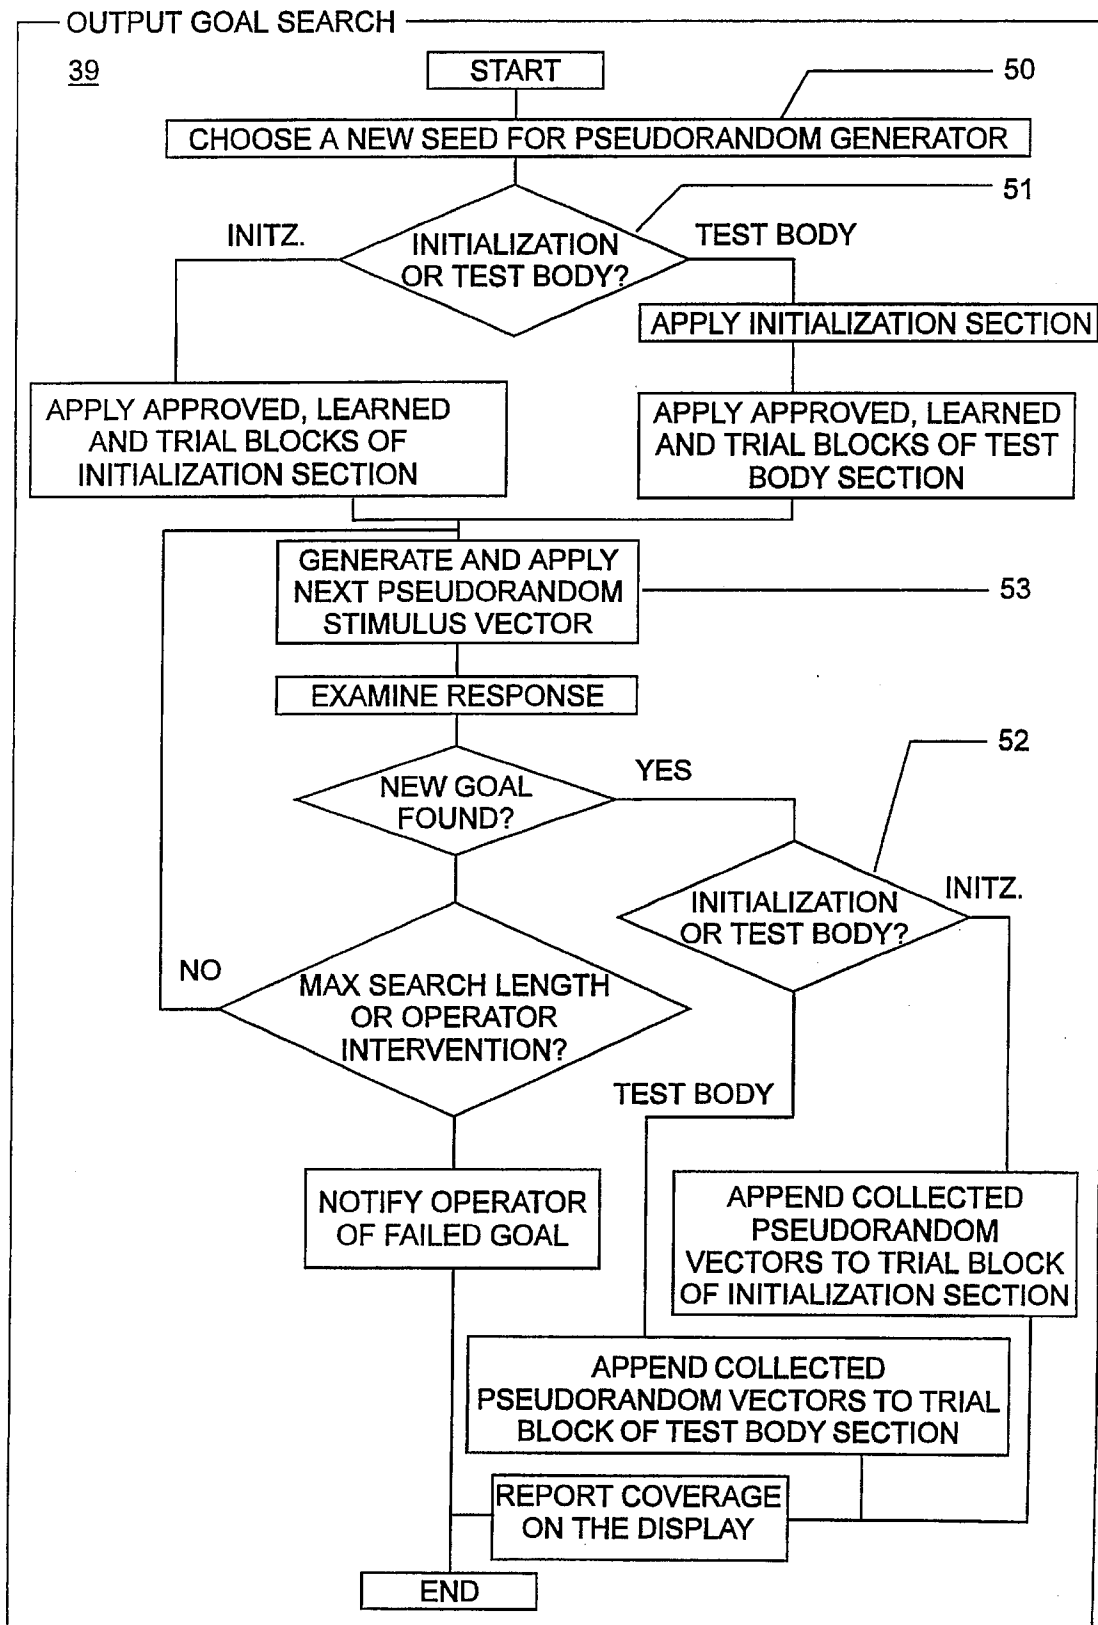 OUTPUT GOAL SEARCH
39
START
50
CHOOSE A NEW SEED FOR PSEUDORANDOM GENERATOR
51
INITZ.
INITIALIZATION
OR TEST BODY?
TEST BODY
APPLY INITIALIZATION SECTION
APPLY APPROVED, LEARNED
AND TRIAL BLOCKS OF
INITIALIZATION SECTION
APPLY APPROVED, LEARNED
AND TRIAL BLOCKS OF TEST
BODY SECTION
GENERATE AND APPLY
NEXT PSEUDORANDOM
STIMULUS VECTOR
53
EXAMINE RESPONSE
52
NEW GOAL
FOUND?
YES
INITIALIZATION
OR TEST BODY?
INITZ.
NO
MAX SEARCH LENGTH
OR OPERATOR
INTERVENTION?
TEST BODY
NOTIFY OPERATOR
OF FAILED GOAL
APPEND COLLECTED
PSEUDORANDOM
VECTORS TO TRIAL BLOCK
OF INITIALIZATION SECTION
APPEND COLLECTED
PSEUDORANDOM VECTORS TO TRIAL
BLOCK OF TEST BODY SECTION
REPORT COVERAGE
ON THE DISPLAY
END